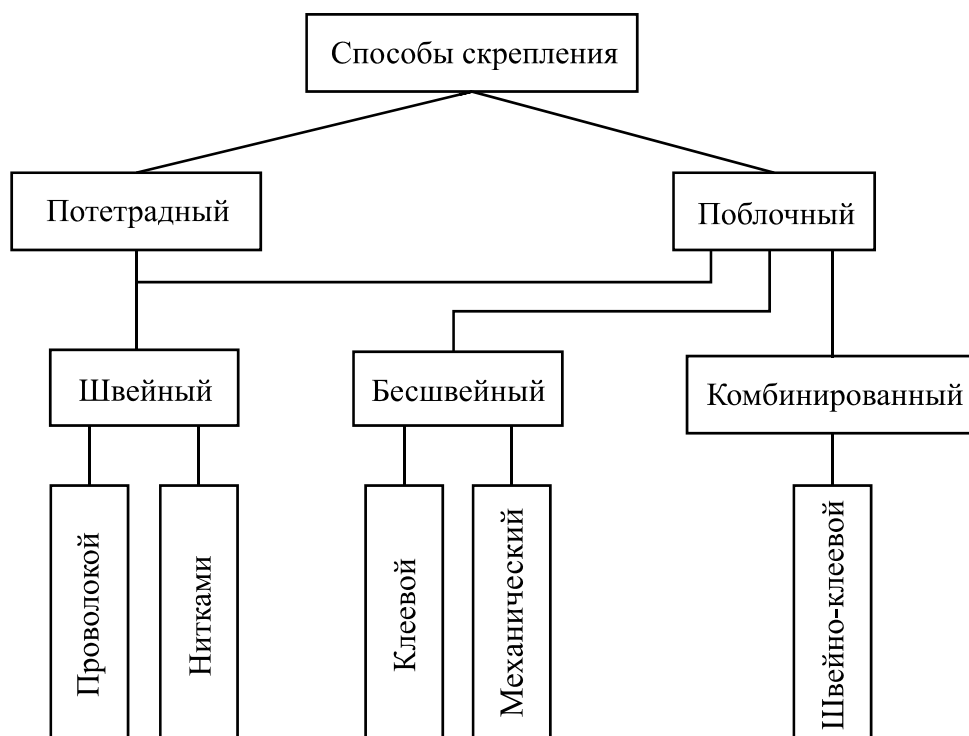 Способы скрепления
Потетрадный
Поблочный
Швейный
Бесшвейный
Комбинированный
Проволокой
Нитками
Клеевой
Механический
Швейно-клеевой